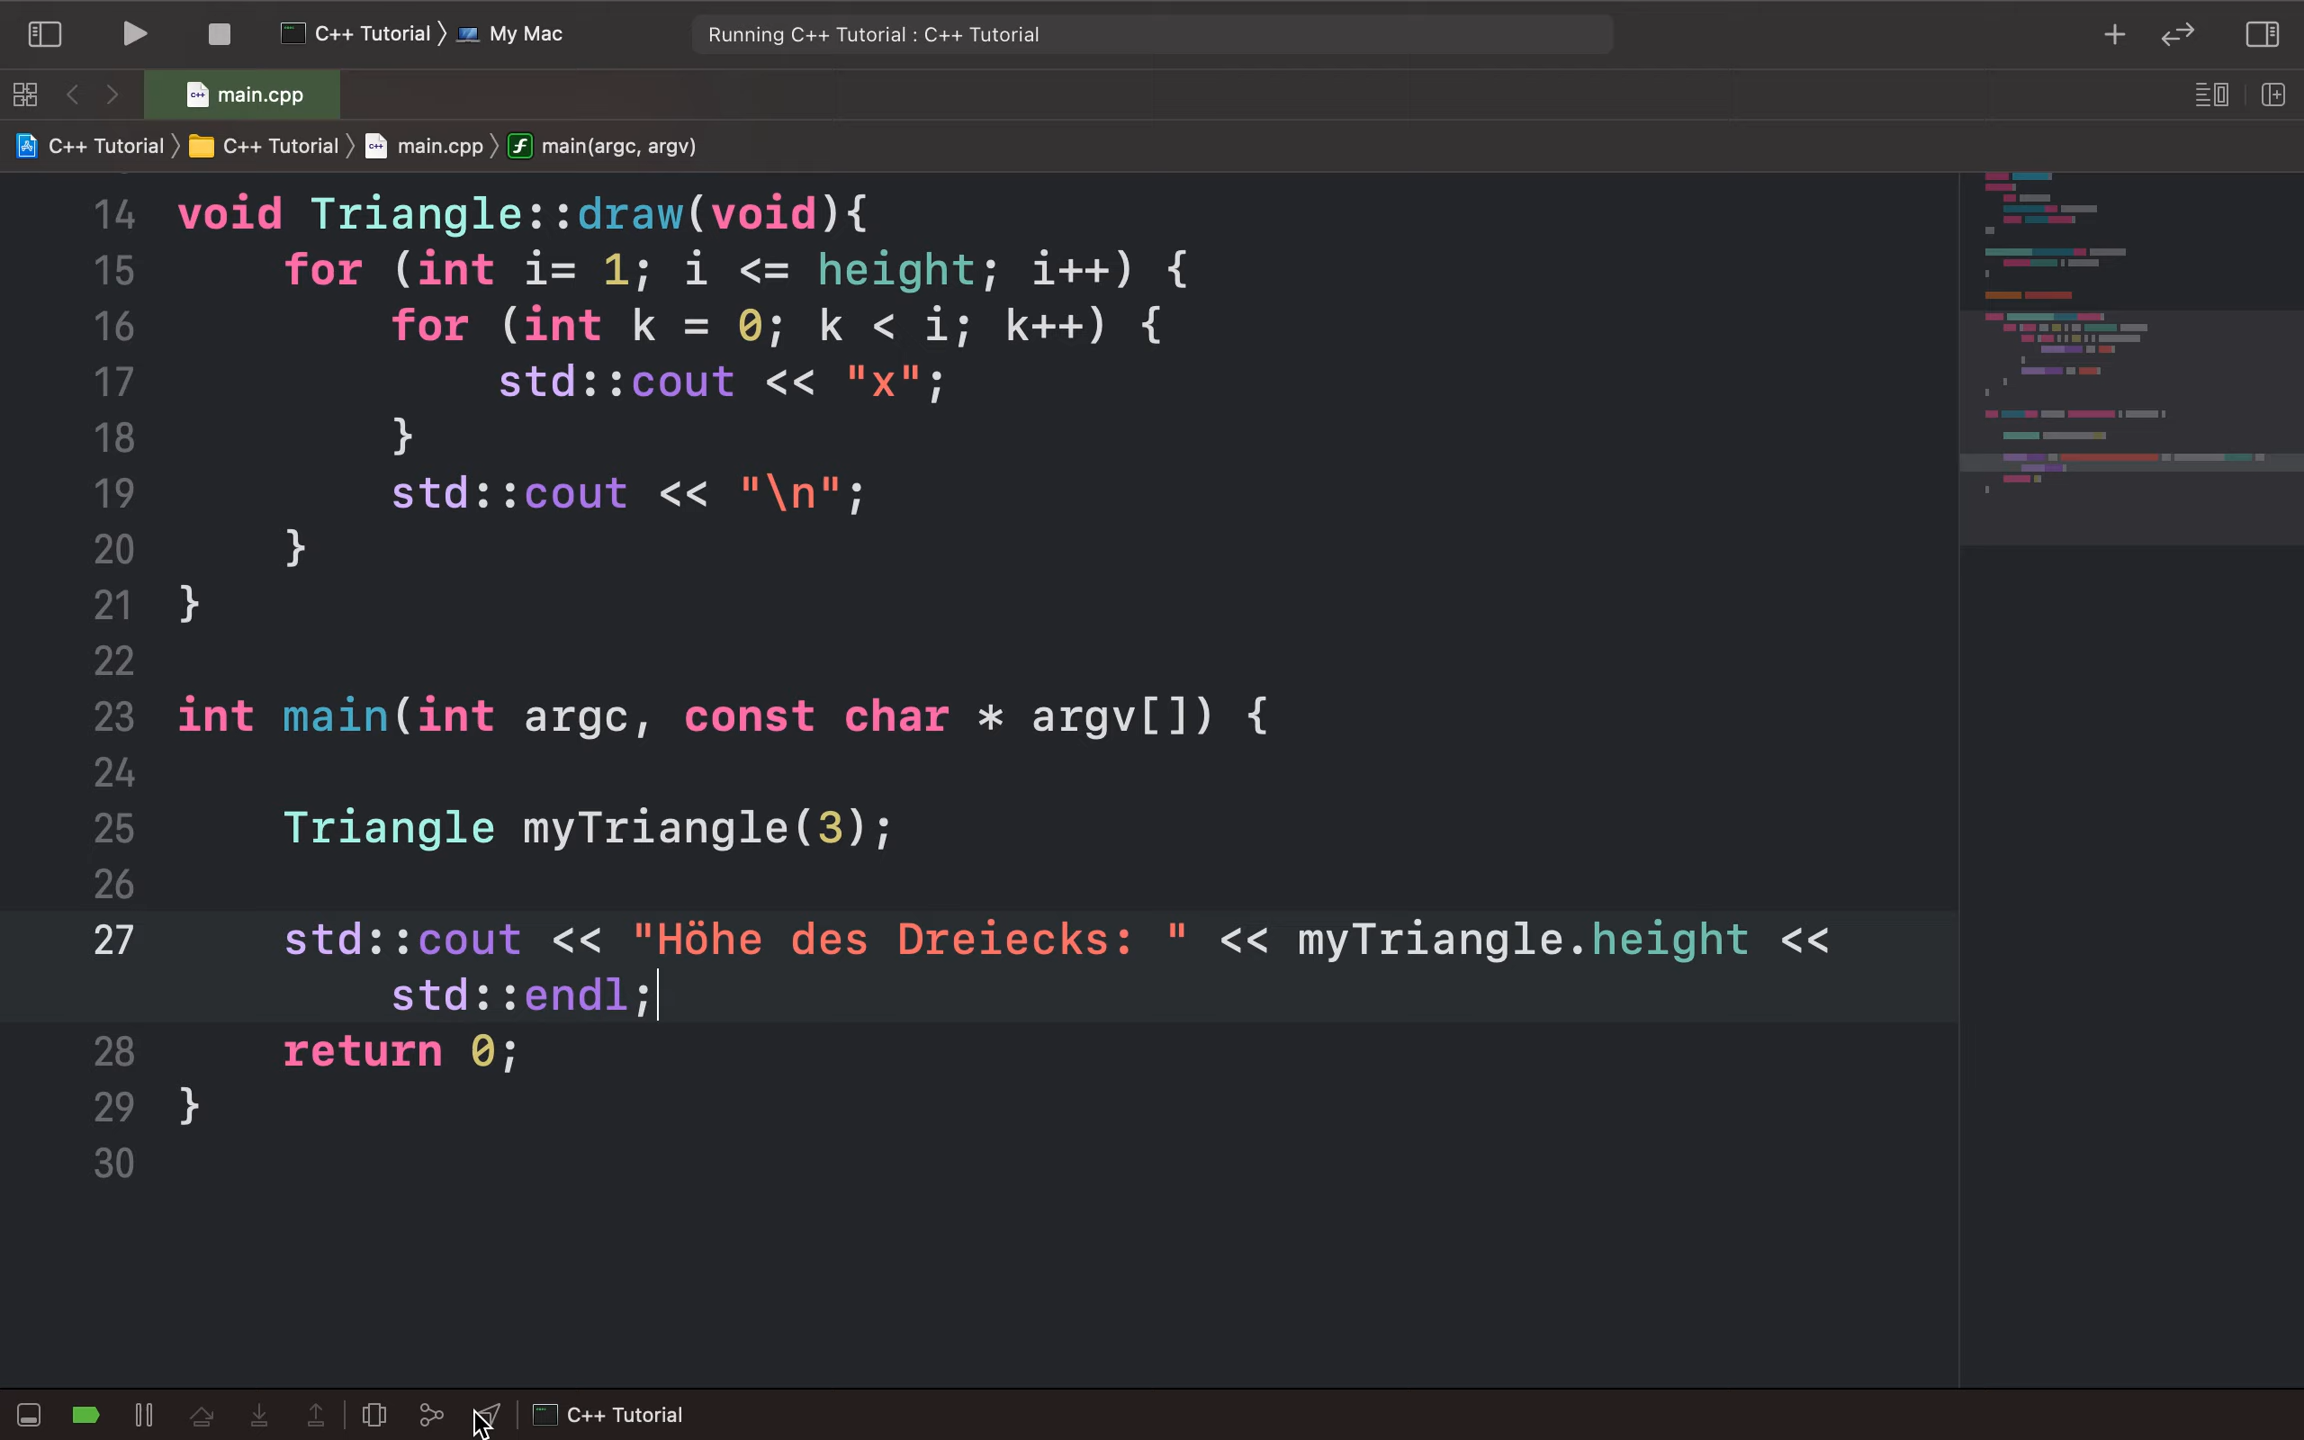 C++ Tutorial 〉 My Mac
Running C++ Tutorial : C++ Tutorial
main.cpp
C++ Tutorial 〉 C++ Tutorial 〉 main.cpp 〉 main(argc, argv)
14 void Triangle::draw(void){
15 for (int i= 1; i <= height; i++) {
16 for (int k = 0; k < i; k++) {
17 std::cout << "x";
18 }
19 std::cout << "\n";
20 }
21 }
22
23 int main(int argc, const char * argv[]) {
24
25 Triangle myTriangle(3);
26
27 std::cout << "Höhe des Dreiecks: " << myTriangle.height <<
std::endl;
28 return 0;
29 }
30
C++ Tutorial